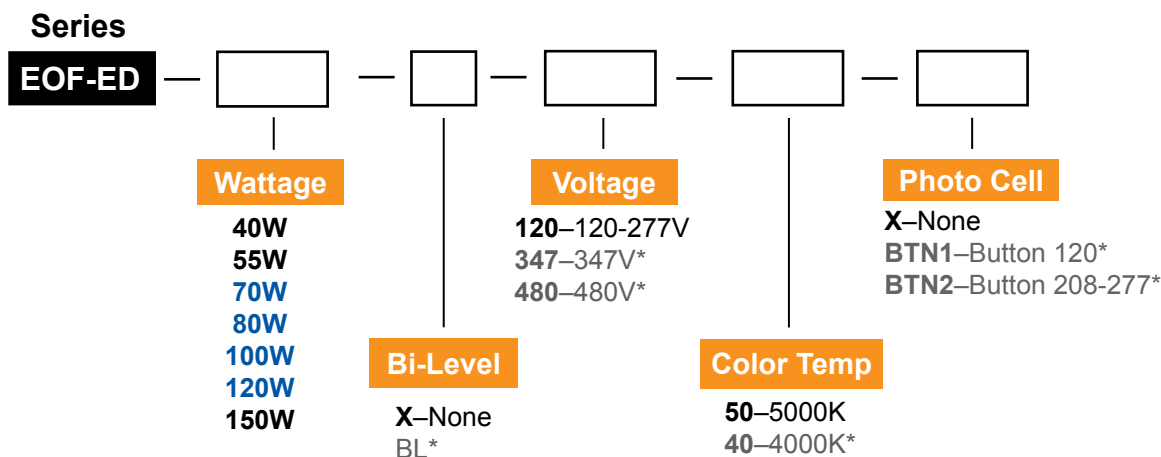 Series
EOF-ED
Wattage
40W
55W
70W
80W
100W
120W
150W
Bi-Level
X–None
BL*
Voltage
120–120-277V
347–347V*
480–480V*
Color Temp
50–5000K
40–4000K*
Photo Cell
X–None
BTN1–Button 120*
BTN2–Button 208-277*